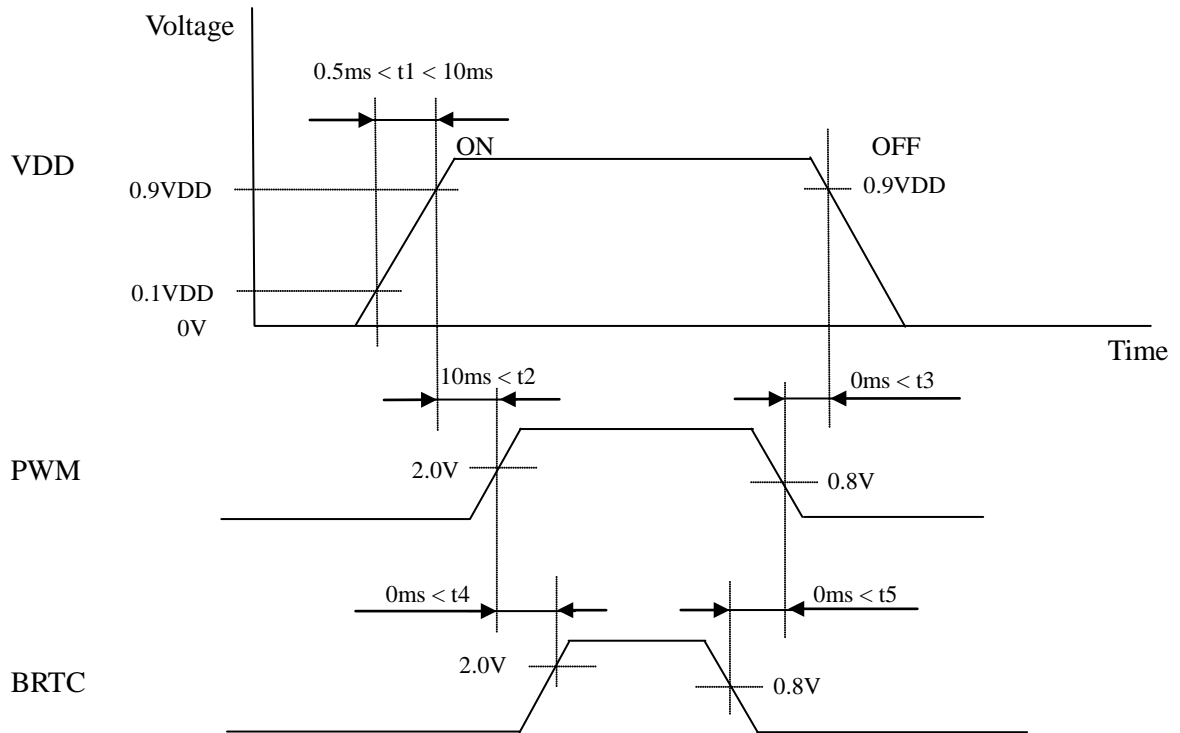 Voltage
0.5ms < t1 < 10ms
ON
OFF
VDD
0.9VDD
0.9VDD
0.1VDD
0V
Time
10ms < t2
0ms < t3
PWM
2.0V
0.8V
0ms < t4
0ms < t5
BRTC
2.0V
0.8V